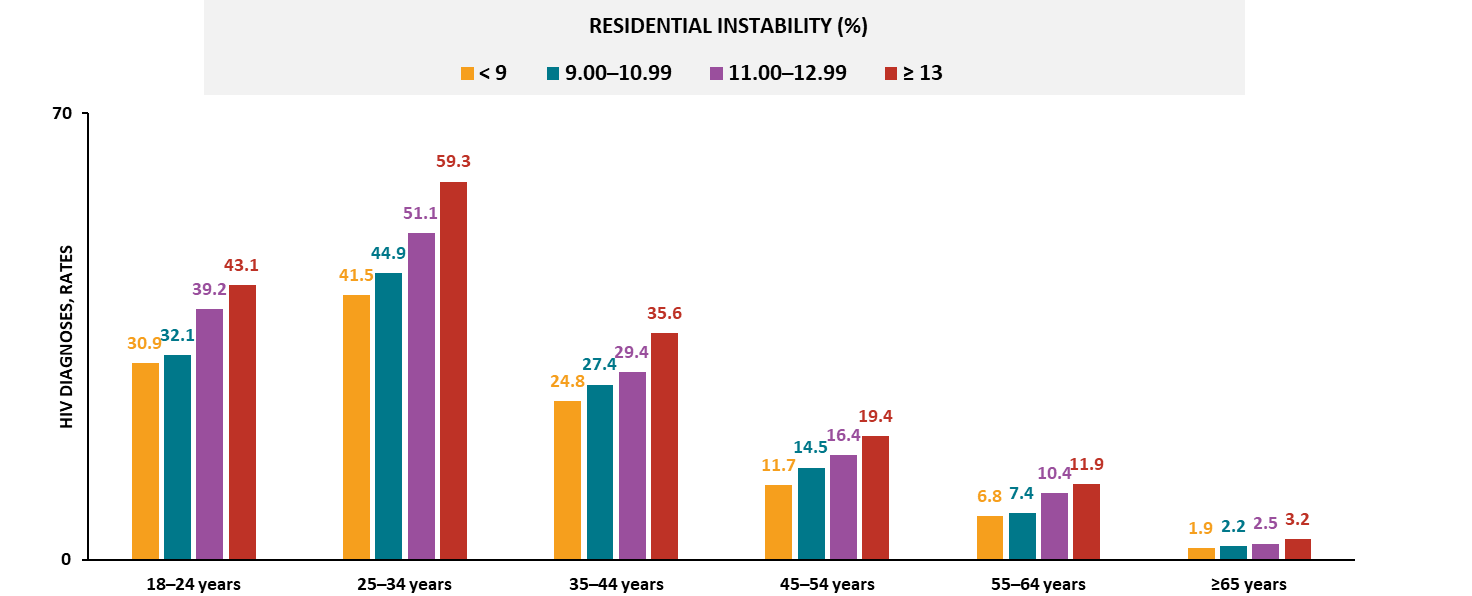 RESIDENTIAL INSTABILITY (%)
< 9 9.00–10.99 11.00–12.99 ≥ 13
70
HIV DIAGNOSES, RATES
0
30.9 32.1 39.2 43.1
41.5 44.9 51.1 59.3
24.8 27.4 29.4 35.6
11.7 14.5 16.4 19.4
6.8 7.4 10.4 11.9
1.9 2.2 2.5 3.2
18–24 years 25–34 years 35–44 years 45–54 years 55–64 years ≥65 years